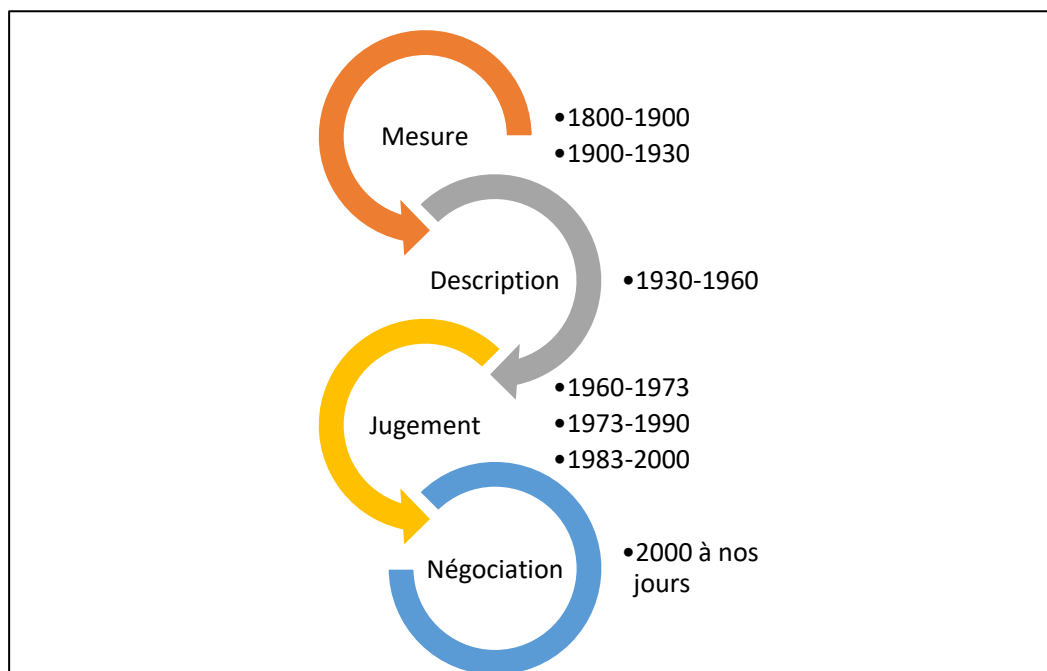 Mesure
•1800-1900
•1900-1930
Description
•1930-1960
Jugement
•1960-1973
•1973-1990
•1983-2000
Négociation
•2000 à nos
jours